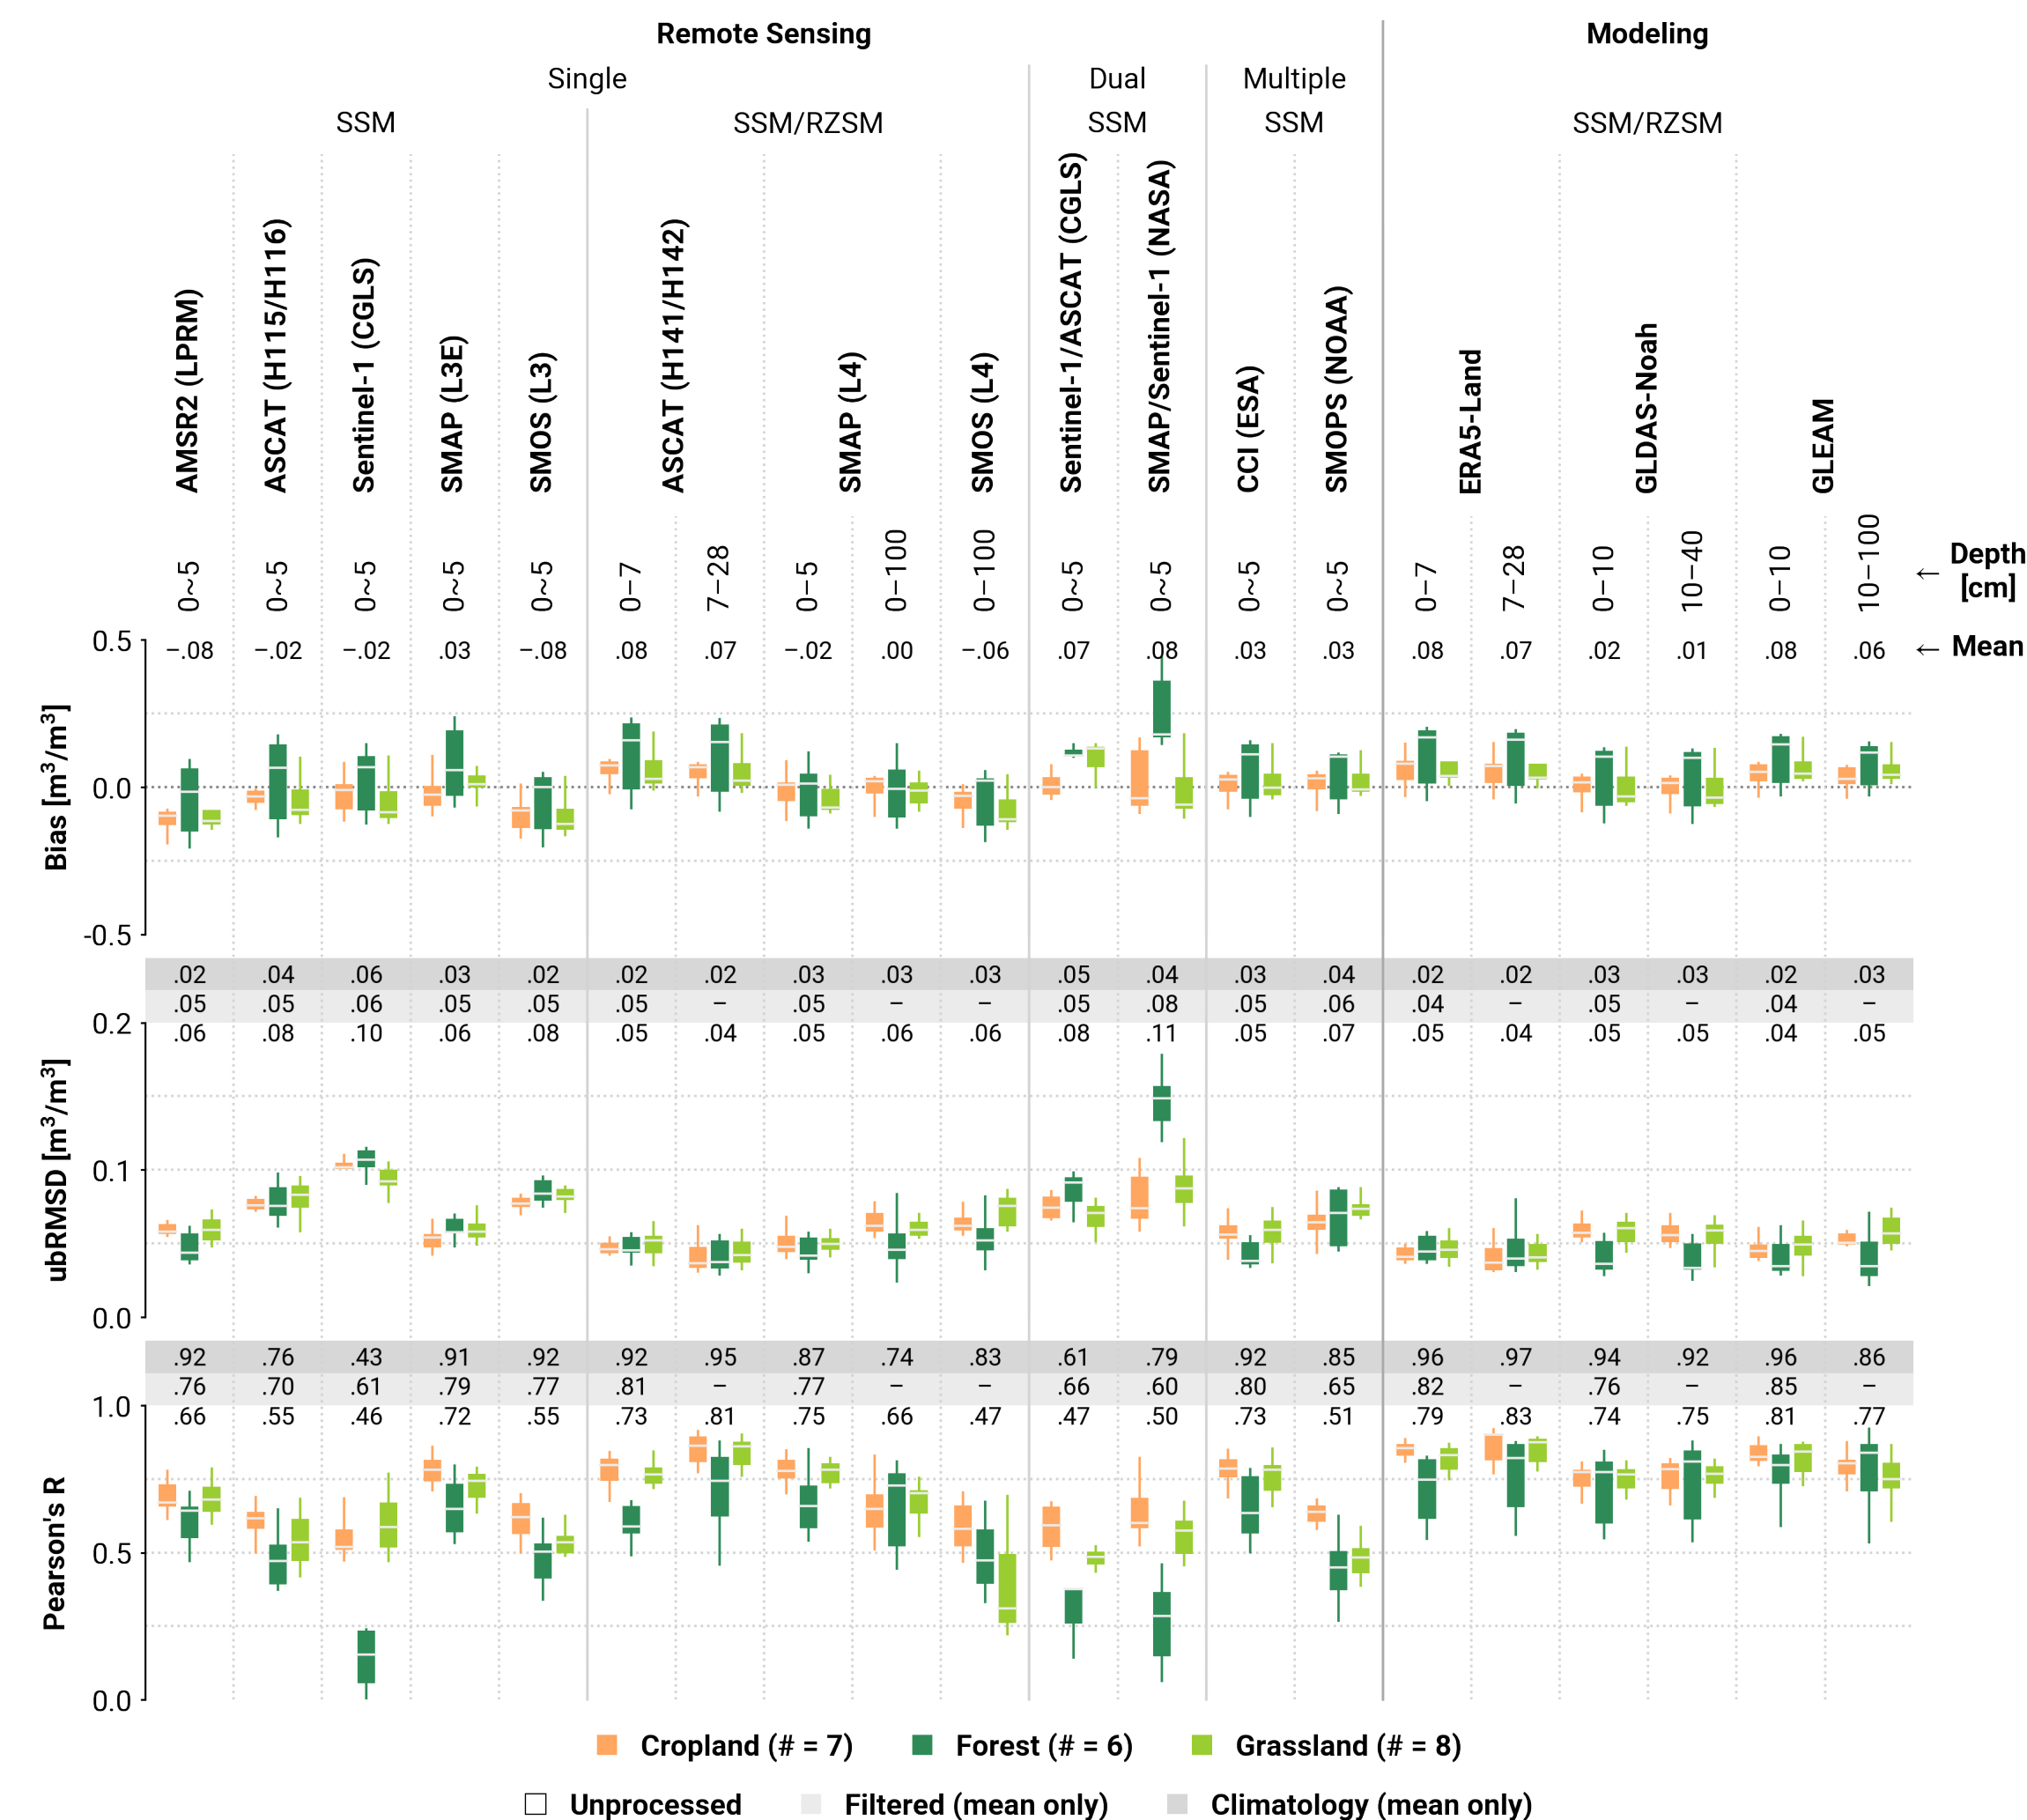 Remote Sensing Modeling
Single Dual Multiple
SSM SSM/RZSM SSM SSM SSM/RZSM
AMSR2 (LPRM) ASCAT (H115/H116) Sentinel-1 (CGLS) SMAP (L3E) SMOS (L3) ASCAT (H141/H142) SMAP (L4) SMOS (L4) Sentinel-1/ASCAT (CGLS) SMAP/Sentinel-1 (NASA) CCI (ESA) SMOPS (NOAA) ERA5-Land GLDAS-Noah GLEAM
0~5 0~5 0~5 0~5 0~5 0–7 7–28 0–5 0–100 0–100 0~5 0~5 0~5 0~5 0–7 7–28 0–10 10–40 0–10 10–100 ← Depth
[cm]
0.5 –.08 –.02 –.02 .03 –.08 .08 .07 –.02 .00 –.06 .07 .08 .03 .03 .08 .07 .02 .01 .08 .06 ← Mean
Bias [m³/m³]
0.0
-0.5
.02 .04 .06 .03 .02 .02 .02 .03 .03 .03 .05 .04 .03 .04 .02 .02 .03 .03 .02 .03
.05 .05 .06 .05 .05 .05 – .05 – – .05 .08 .05 .06 .04 – .05 – .04 –
0.2 .06 .08 .10 .06 .08 .05 .04 .05 .06 .06 .08 .11 .05 .07 .05 .04 .05 .05 .04 .05
ubRMSD [m³/m³]
0.1
0.0
.92 .76 .43 .91 .92 .92 .95 .87 .74 .83 .61 .79 .92 .85 .96 .97 .94 .92 .96 .86
.76 .70 .61 .79 .77 .81 – .77 – – .66 .60 .80 .65 .82 – .76 – .85 –
1.0 .66 .55 .46 .72 .55 .73 .81 .75 .66 .47 .47 .50 .73 .51 .79 .83 .74 .75 .81 .77
Pearson's R
0.5
0.0
Cropland (# = 7) Forest (# = 6) Grassland (# = 8)
Unprocessed Filtered (mean only) Climatology (mean only)